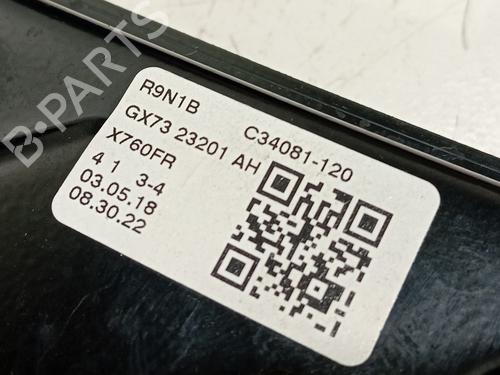 B-PARTS
R9N1B C34081-120
GX73 23201 AH
X760FR
4 1 3-4
03.05.18
08.30.22